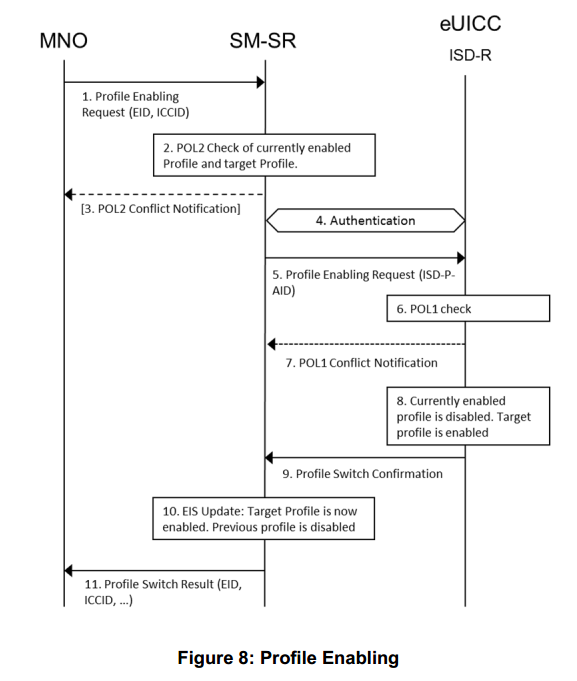 MNO
SM-SR
eUICC
ISD-R
1. Profile Enabling
Request (EID, ICCID)
2. POL2 Check of currently enabled
Profile and target Profile.
[3. POL2 Conflict Notification]
4. Authentication
5. Profile Enabling Request (ISD-P-
AID)
6. POL1 check
7. POL1 Conflict Notification
8. Currently enabled
profile is disabled. Target
profile is enabled
9. Profile Switch Confirmation
10. EIS Update: Target Profile is now
enabled. Previous profile is disabled
11. Profile Switch Result (EID,
ICCID, ...)
Figure 8: Profile Enabling